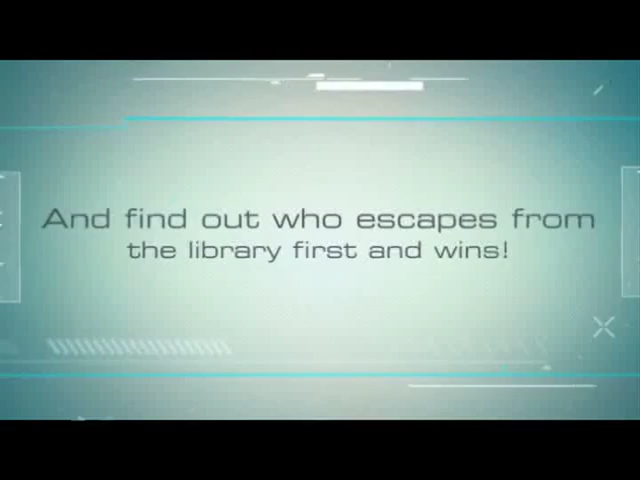 And find out who escapes from
the library first and wins!